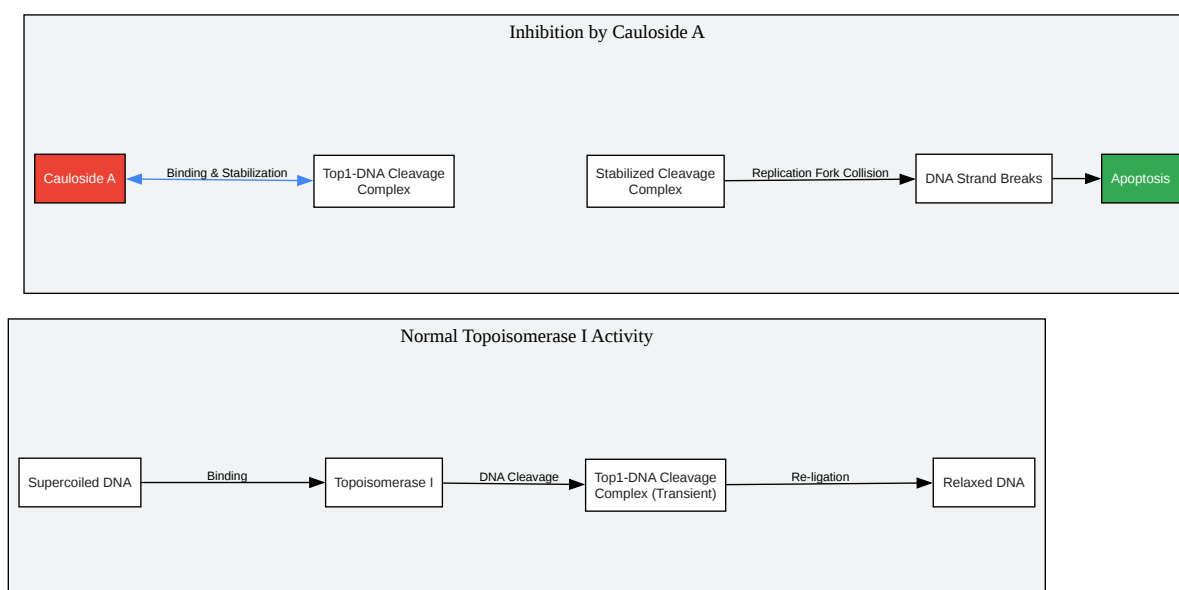 Inhibition by Cauloside A
Cauloside A
Binding & Stabilization
Top1-DNA Cleavage
Complex
Stabilized Cleavage
Complex
Replication Fork Collision
DNA Strand Breaks
Apoptosis
Normal Topoisomerase I Activity
Supercoiled DNA
Binding
Topoisomerase I
DNA Cleavage
Top1-DNA Cleavage
Complex (Transient)
Re-ligation
Relaxed DNA